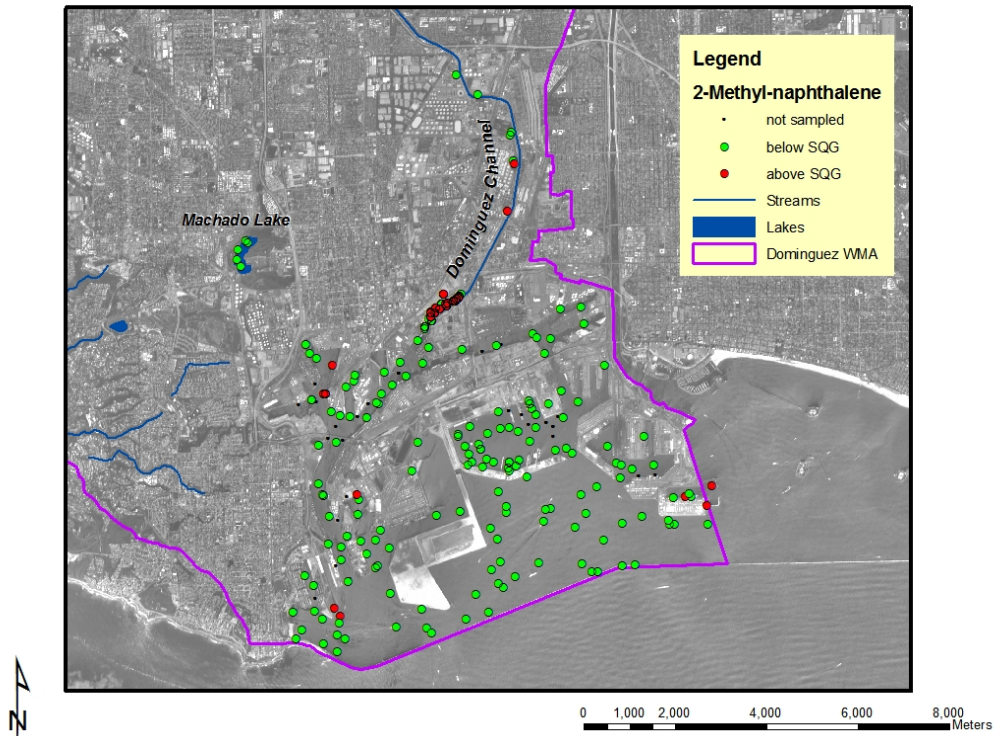 Legend
2-Methyl-naphthalene
not sampled
below SQG
above SQG
Streams
Lakes
Dominguez WMA
Dominguez Channel
Machado Lake
N
0 1,000 2,000 4,000 6,000 8,000
Meters